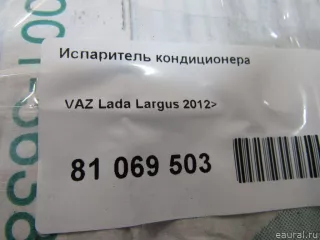 Испаритель кондиционера
VAZ Lada Largus 2012>
81 069 503
eaural.ru